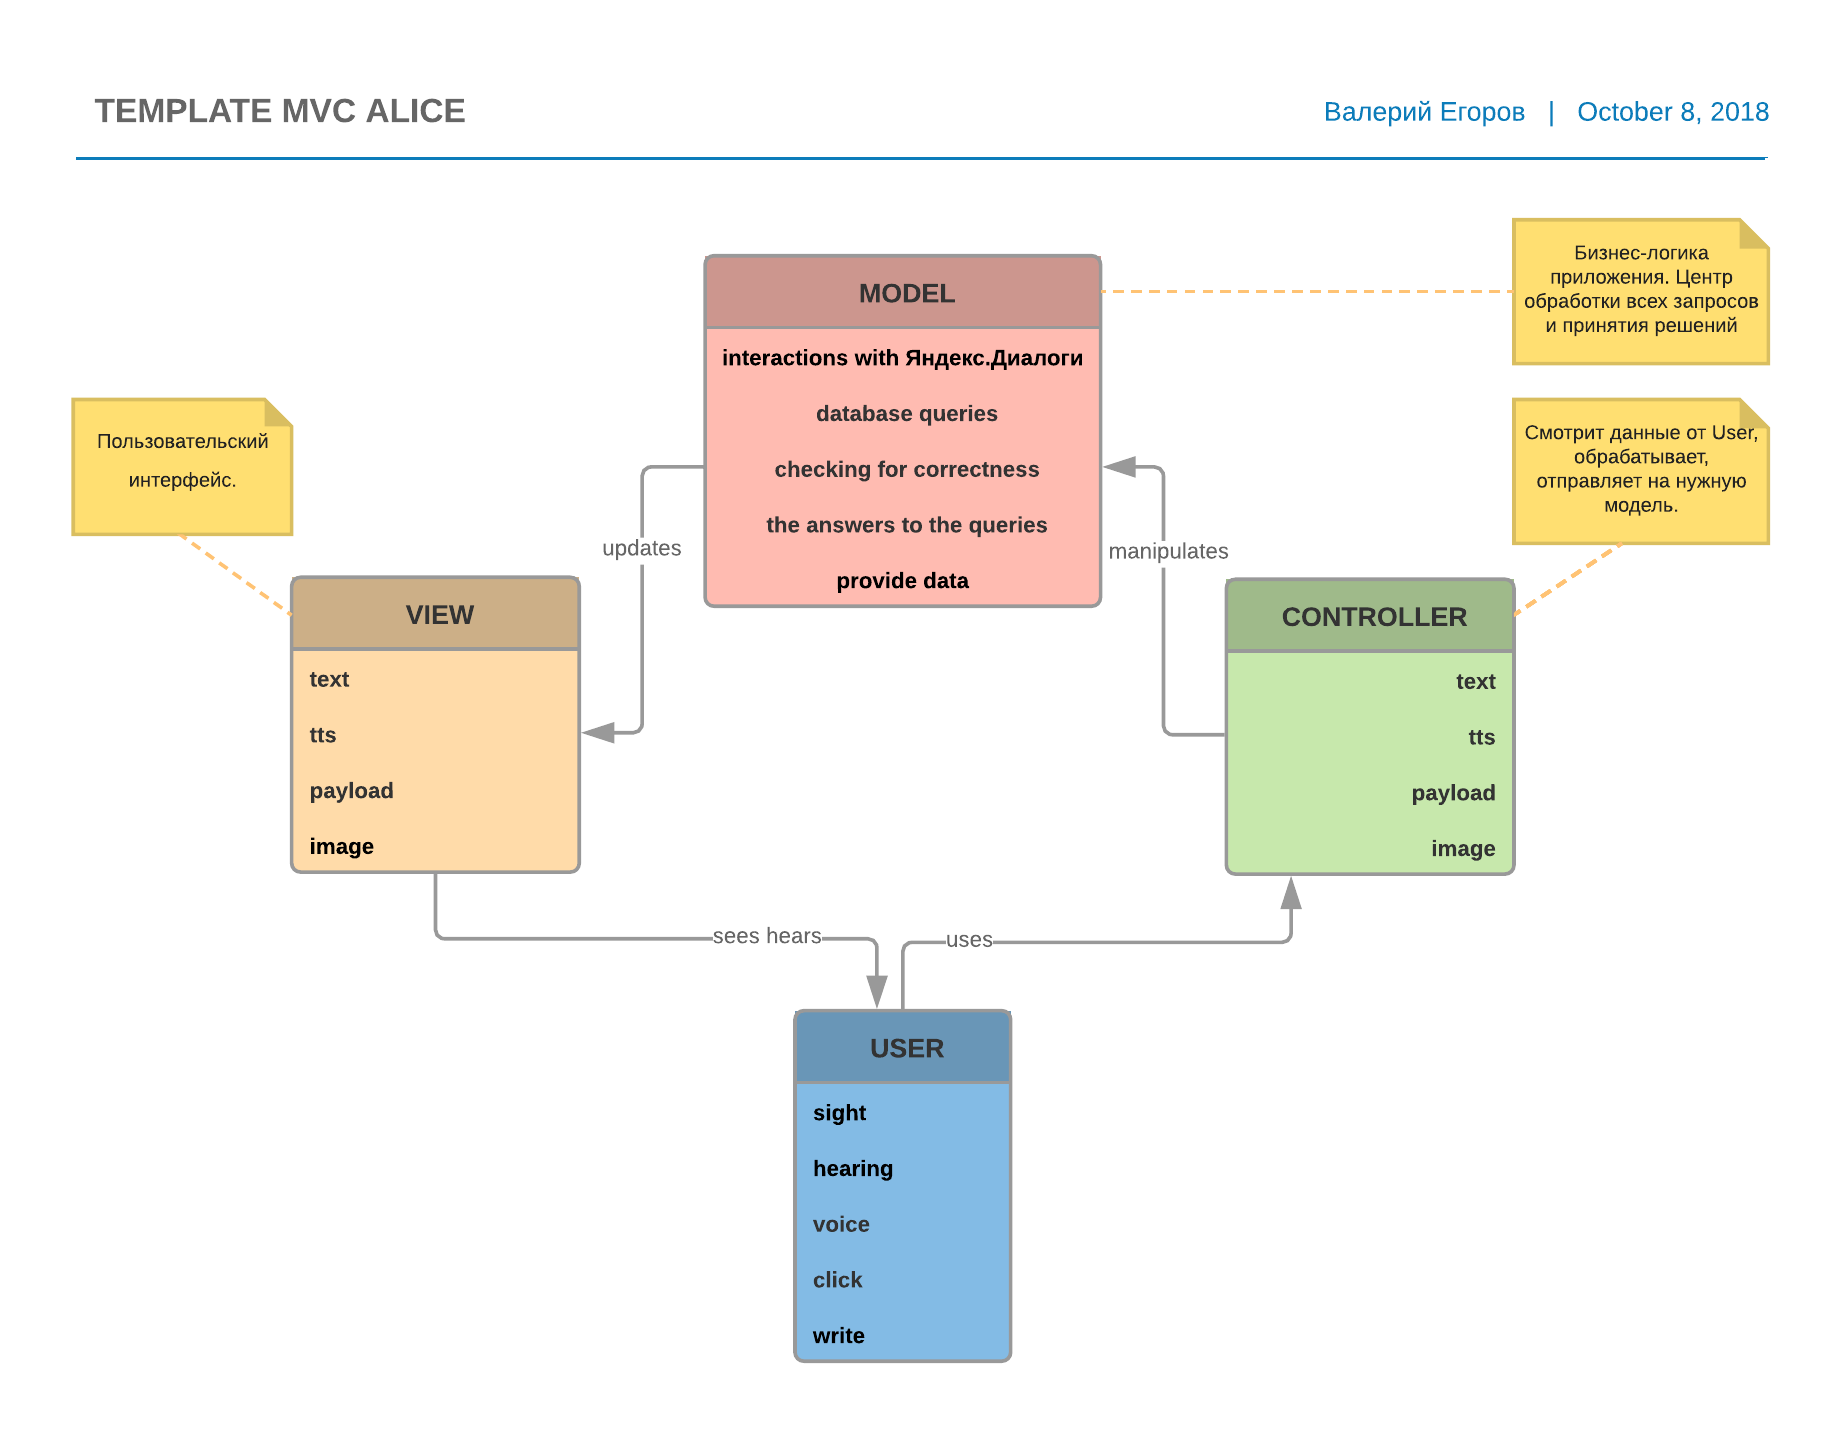 TEMPLATE MVC ALICE
Валерий Егоров | October 8, 2018
Бизнес-логика
приложения. Центр
обработки всех запросов
и принятия решений
MODEL
interactions with Яндекс.Диалоги
database queries
checking for correctness
the answers to the queries
provide data
Пользовательский
интерфейс.
Смотрит данные от User,
обрабатывает,
отправляет на нужную
модель.
updates
manipulates
VIEW
text
tts
payload
image
CONTROLLER
text
tts
payload
image
sees hears
uses
USER
sight
hearing
voice
click
write